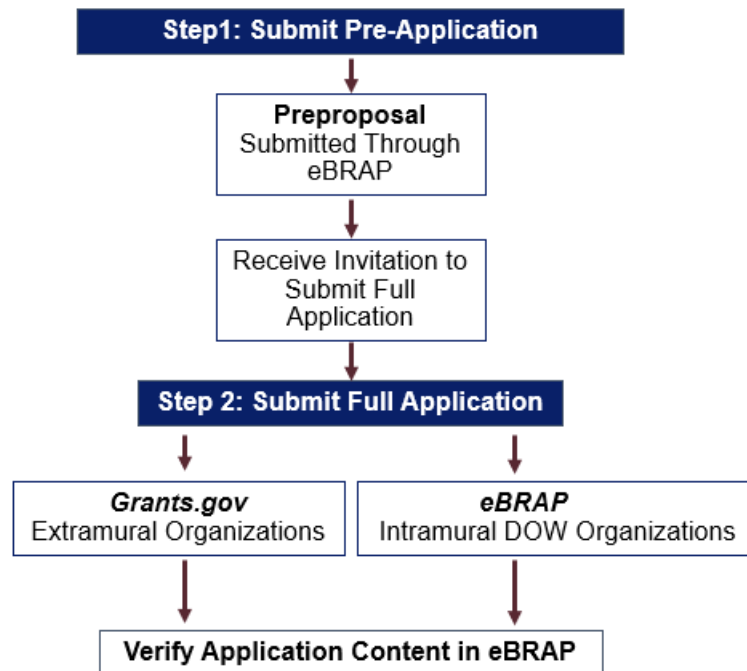 Step1: Submit Pre-Application
Preproposal
Submitted Through
eBRAP
Receive Invitation to
Submit Full
Application
Step 2: Submit Full Application
Grants.gov
Extramural Organizations
eBRAP
Intramural DOW Organizations
Verify Application Content in eBRAP